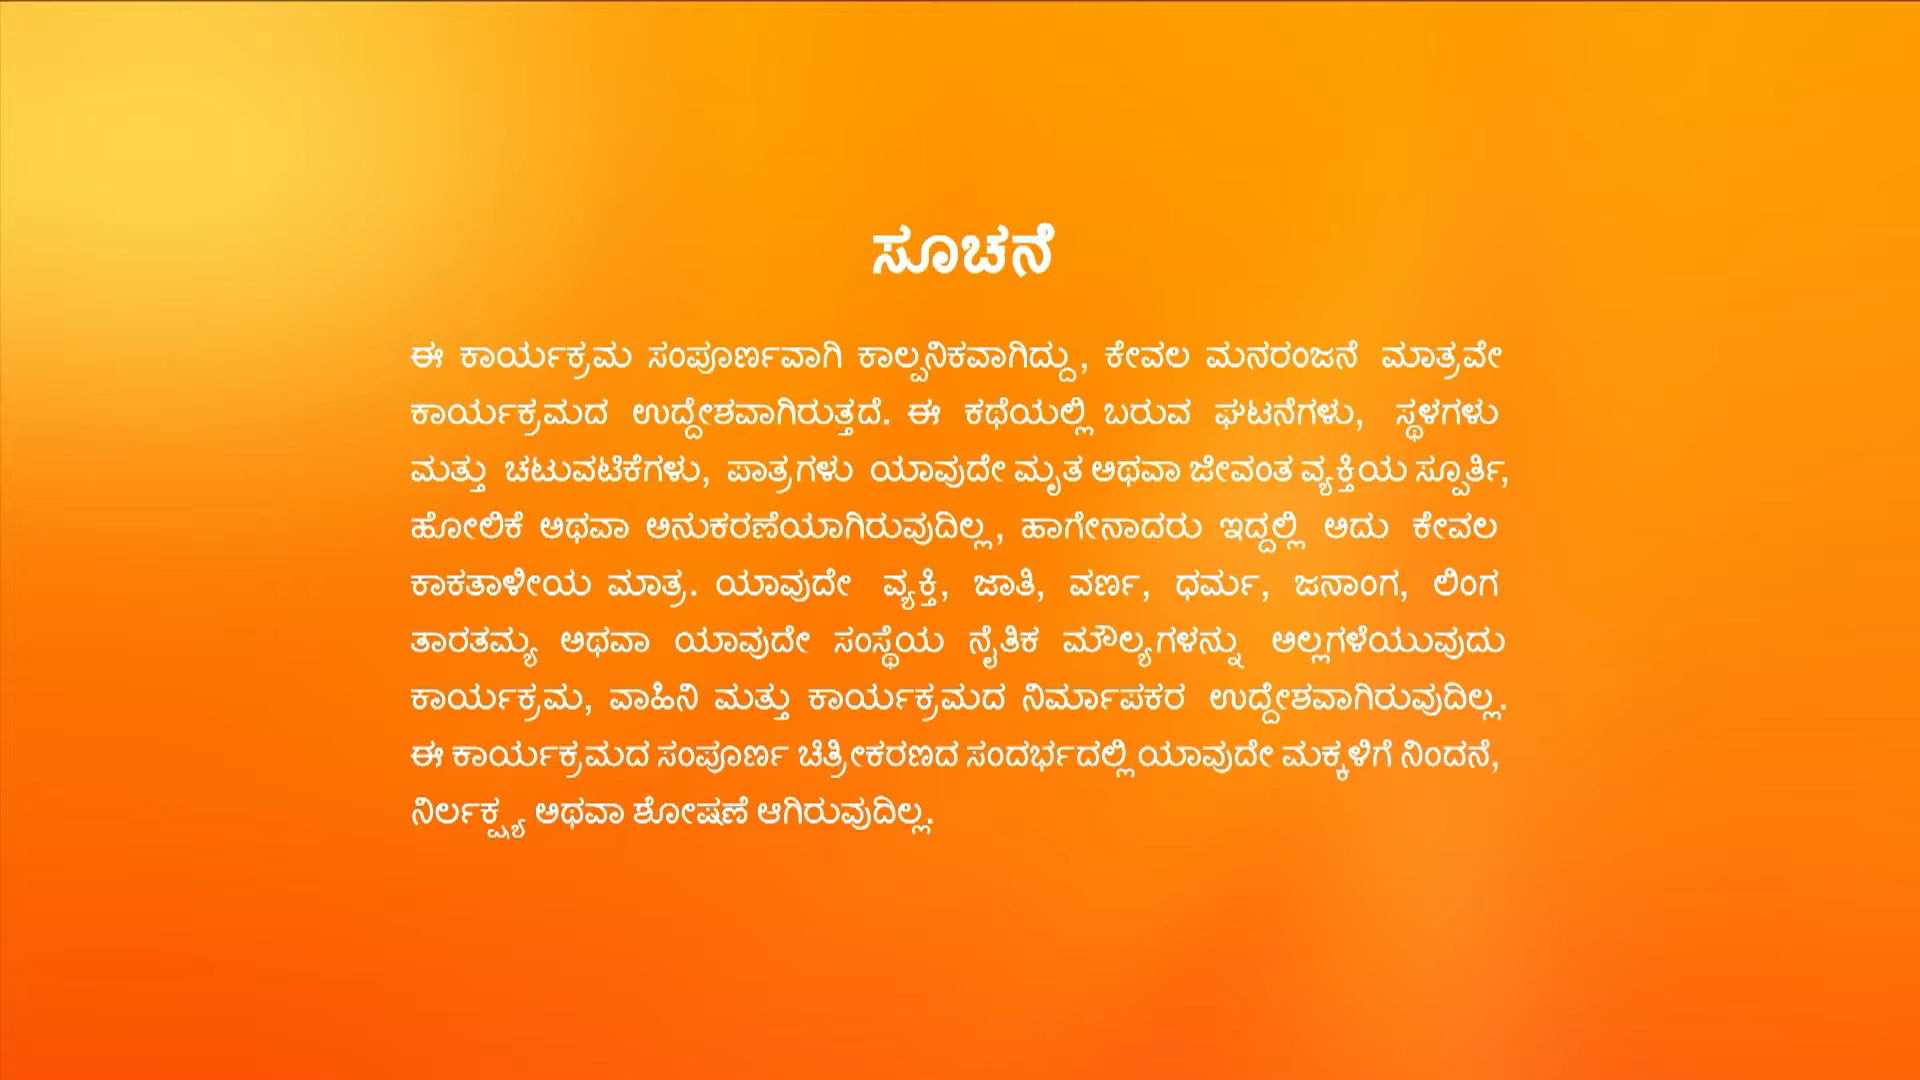 ಸೂಚನೆ
ಈ ಕಾರ್ಯಕ್ರಮ ಸಂಪೂರ್ಣವಾಗಿ ಕಾಲ್ಪನಿಕವಾಗಿದ್ದು, ಕೇವಲ ಮನರಂಜನೆ ಮಾತ್ರವೇ
ಕಾರ್ಯಕ್ರಮದ ಉದ್ದೇಶವಾಗಿರುತ್ತದೆ. ಈ ಕಥೆಯಲ್ಲಿ ಬರುವ ಘಟನೆಗಳು, ಸ್ಥಳಗಳು
ಮತ್ತು ಚಟುವಟಿಕೆಗಳು, ಪಾತ್ರಗಳು ಯಾವುದೇ ಮೃತ ಅಥವಾ ಜೀವಂತ ವ್ಯಕ್ತಿಯ ಸ್ಪೂರ್ತಿ,
ಹೋಲಿಕೆ ಅಥವಾ ಅನುಕರಣೆಯಾಗಿರುವುದಿಲ್ಲ, ಹಾಗೇನಾದರು ಇದ್ದಲ್ಲಿ ಅದು ಕೇವಲ
ಕಾಕತಾಳೀಯ ಮಾತ್ರ. ಯಾವುದೇ ವ್ಯಕ್ತಿ, ಜಾತಿ, ವರ್ಣ, ಧರ್ಮ, ಜನಾಂಗ, ಲಿಂಗ
ತಾರತಮ್ಯ ಅಥವಾ ಯಾವುದೇ ಸಂಸ್ಥೆಯ ನೈತಿಕ ಮೌಲ್ಯಗಳನ್ನು ಅಲ್ಲಗಳೆಯುವುದು
ಕಾರ್ಯಕ್ರಮ, ವಾಹಿನಿ ಮತ್ತು ಕಾರ್ಯಕ್ರಮದ ನಿರ್ಮಾಪಕರ ಉದ್ದೇಶವಾಗಿರುವುದಿಲ್ಲ.
ಈ ಕಾರ್ಯಕ್ರಮದ ಸಂಪೂರ್ಣ ಚಿತ್ರೀಕರಣದ ಸಂದರ್ಭದಲ್ಲಿ ಯಾವುದೇ ಮಕ್ಕಳಿಗೆ ನಿಂದನೆ,
ನಿರ್ಲಕ್ಷ್ಯ ಅಥವಾ ಶೋಷಣೆ ಆಗಿರುವುದಿಲ್ಲ.